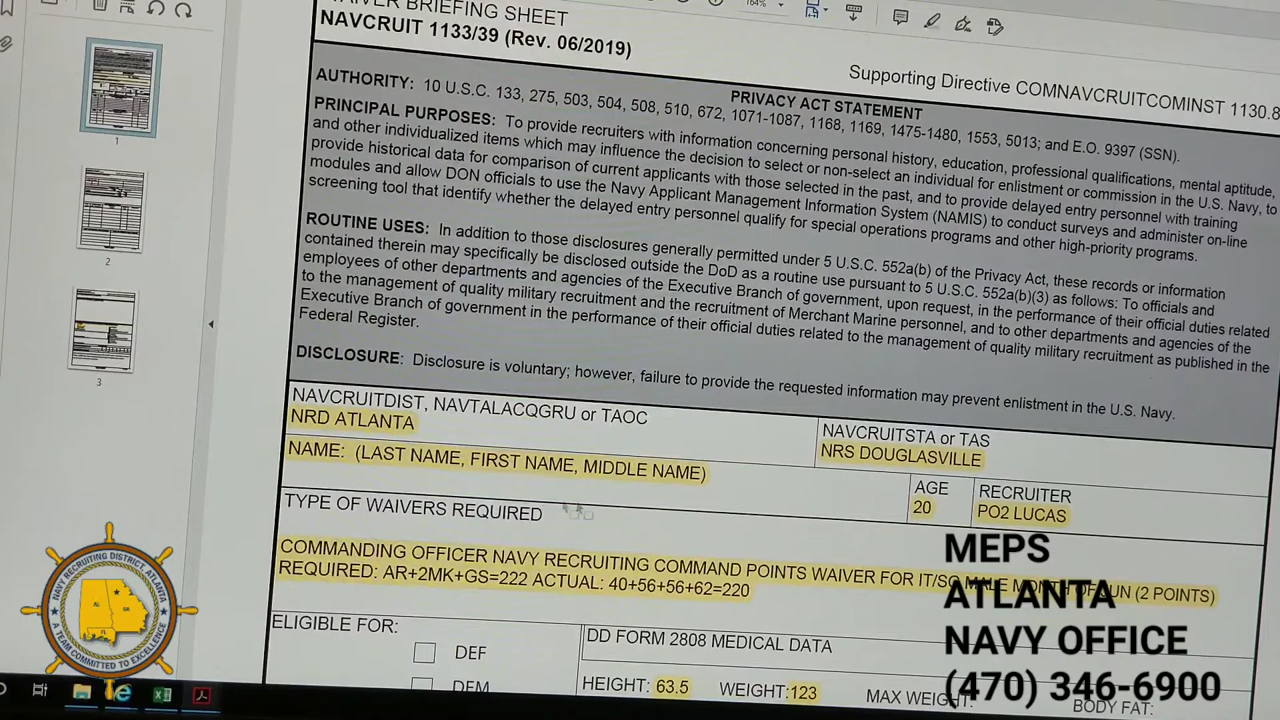 164%
WAIVER BRIEFING SHEET
NAVCRUIT 1133/39 (Rev. 06/2019)
Supporting Directive COMNAVCRUITCOMINST 1130.8
PRIVACY ACT STATEMENT
AUTHORITY: 10 U.S.C. 133, 275, 503, 504, 508, 510, 672, 1071-1087, 1168, 1169, 1475-1480, 1553, 5013; and E.O. 9397 (SSN).
PRINCIPAL PURPOSES: To provide recruiters with information concerning personal history, education, professional qualifications, mental aptitude,
and other individualized items which may influence the decision to select or non-select an individual for enlistment or commission in the U.S. Navy, to
provide historical data for comparison of current applicants with those selected in the past, and to provide delayed entry personnel with training
modules and allow DON officials to use the Navy Applicant Management Information System (NAMIS) to conduct surveys and administer on-line
screening tool that identify whether the delayed entry personnel qualify for special operations programs and other high-priority programs.
ROUTINE USES: In addition to those disclosures generally permitted under 5 U.S.C. 552a(b) of the Privacy Act, these records or information
contained therein may specifically be disclosed outside the DoD as a routine use pursuant to 5 U.S.C. 552a(b)(3) as follows: To officials and
employees of other departments and agencies of the Executive Branch of government, upon request, in the performance of their official duties related
to the management of quality military recruitment and the recruitment of Merchant Marine personnel, and to other departments and agencies of the
Executive Branch of government in the performance of their official duties related to the management of quality military recruitment as published in the
Federal Register.
DISCLOSURE: Disclosure is voluntary; however, failure to provide the requested information may prevent enlistment in the U.S. Navy.
NAVCRUITDIST, NAVTALACQGRU or TAOC
NRD ATLANTA
NAVCRUITSTA or TAS
NRS DOUGLASVILLE
NAME: (LAST NAME, FIRST NAME, MIDDLE NAME)
AGE
20
RECRUITER
PO2 LUCAS
TYPE OF WAIVERS REQUIRED
COMMANDING OFFICER NAVY RECRUITING COMMAND POINTS WAIVER FOR IT/SG MALE MONTH OF JUN (2 POINTS)
REQUIRED: AR+2MK+GS=222 ACTUAL: 40+56+56+62=220
ELIGIBLE FOR:
DEF
DEM
DD FORM 2808 MEDICAL DATA
HEIGHT: 63.5 WEIGHT:123 MAX WEIGHT: BODY FAT:
1
2
3
NAVY RECRUITING DISTRICT, ATLANTA
AL
GA
A TEAM COMMITTED TO EXCELLENCE
MEPS
ATLANTA
NAVY OFFICE
(470) 346-6900